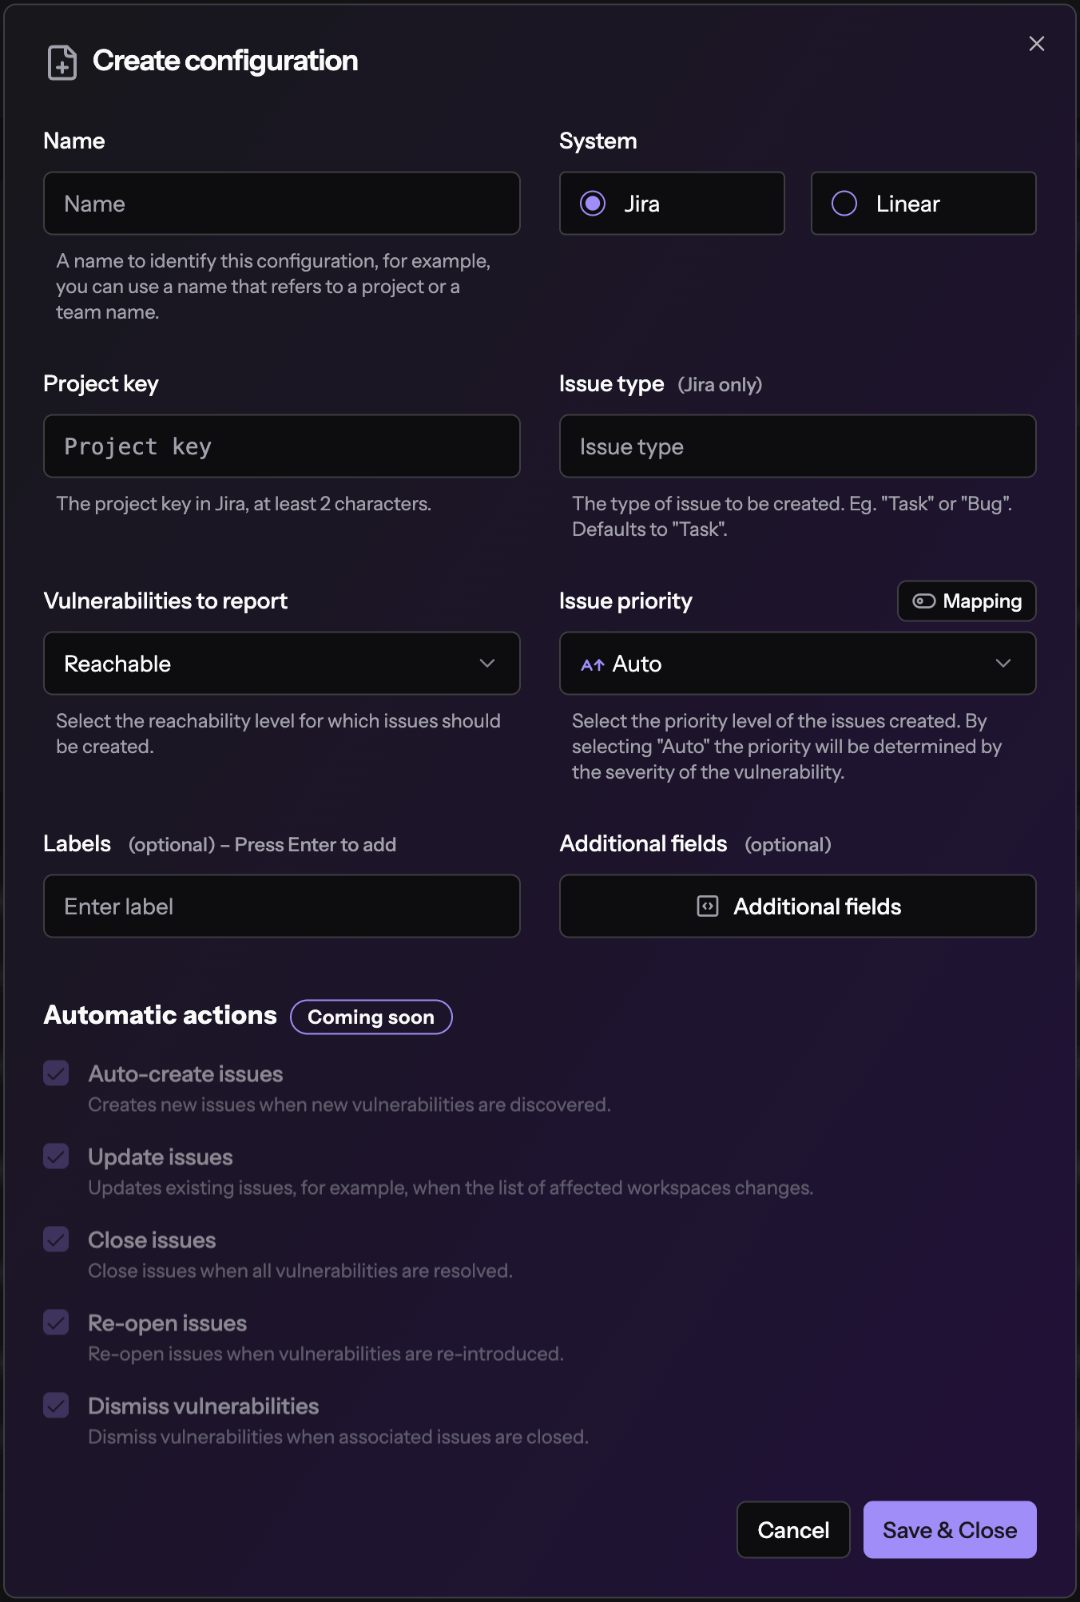 Create configuration
Name
System
Name
Jira
Linear
A name to identify this configuration, for example,
you can use a name that refers to a project or a
team name.
Project key
Issue type (Jira only)
Project key
Issue type
The project key in Jira, at least 2 characters.
The type of issue to be created. Eg. "Task" or "Bug".
Defaults to "Task".
Vulnerabilities to report
Issue priority
Mapping
Reachable
A↑ Auto
Select the reachability level for which issues should
be created.
Select the priority level of the issues created. By
selecting "Auto" the priority will be determined by
the severity of the vulnerability.
Labels (optional) – Press Enter to add
Additional fields (optional)
Enter label
Additional fields
Automatic actions
Coming soon
Auto-create issues
Creates new issues when new vulnerabilities are discovered.
Update issues
Updates existing issues, for example, when the list of affected workspaces changes.
Close issues
Close issues when all vulnerabilities are resolved.
Re-open issues
Re-open issues when vulnerabilities are re-introduced.
Dismiss vulnerabilities
Dismiss vulnerabilities when associated issues are closed.
Cancel
Save & Close